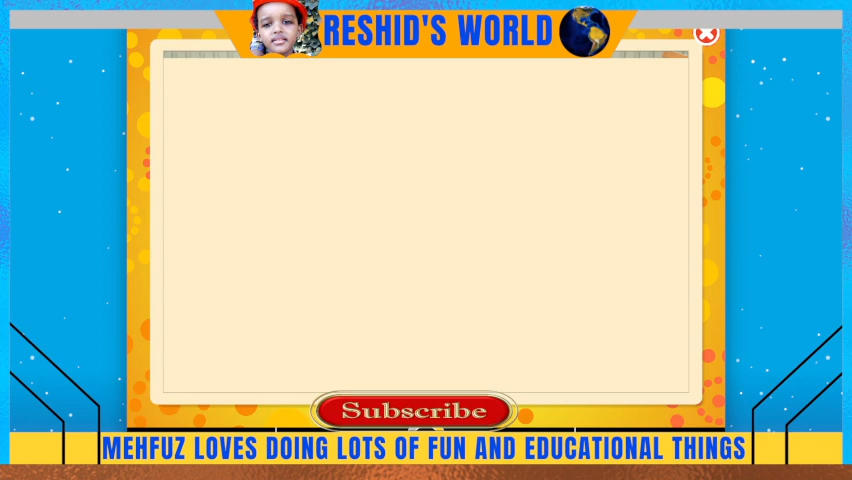 RESHID'S WORLD
Subscribe
MEHFUZ LOVES DOING LOTS OF FUN AND EDUCATIONAL THINGS